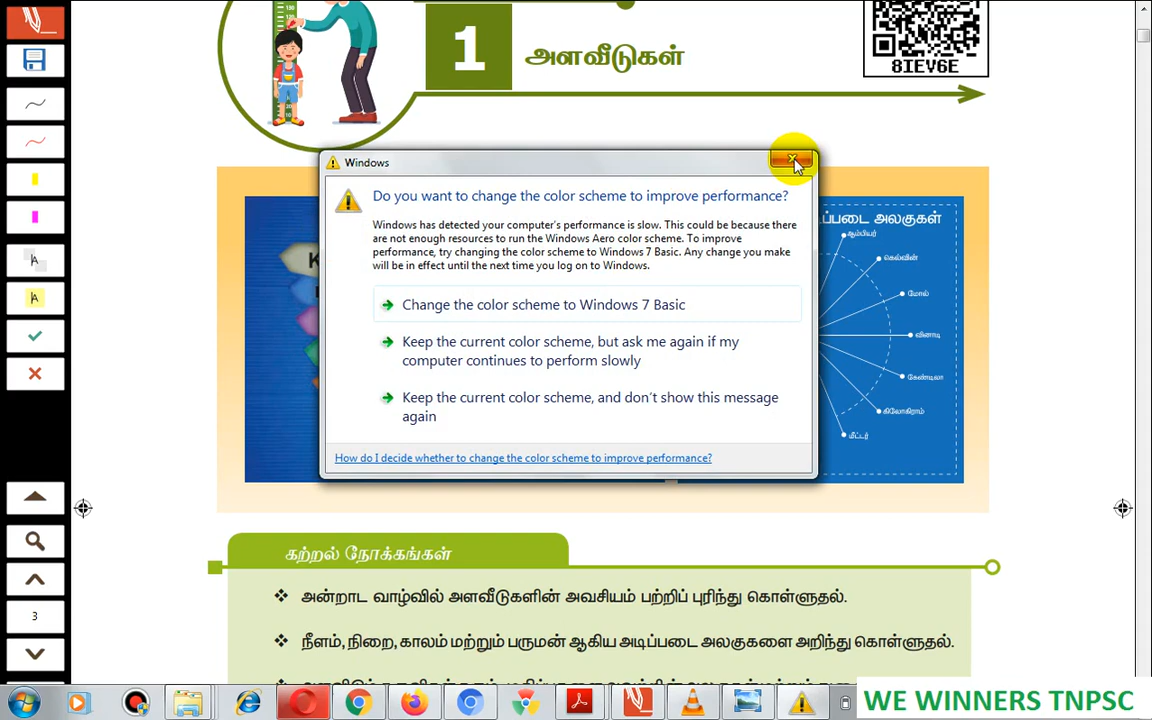 1
அளவீடுகள்
8IEV6E
Windows
Do you want to change the color scheme to improve performance?
Windows has detected your computer's performance is slow. This could be because there
are not enough resources to run the Windows Aero color scheme. To improve
performance, try changing the color scheme to Windows 7 Basic. Any change you make
will be in effect until the next time you log on to Windows.
Change the color scheme to Windows 7 Basic
Keep the current color scheme, but ask me again if my
computer continues to perform slowly
Keep the current color scheme, and don't show this message
again
How do I decide whether to change the color scheme to improve performance?
அலகுகள்
ஆம்பியர்
கெல்வின்
மோல்
வினாடி
கேண்டிலா
கிலோகிராம்
மீட்டர்
கற்றல் நோக்கங்கள்
❖ அன்றாட வாழ்வில் அளவீடுகளின் அவசியம் பற்றிப் புரிந்து கொள்ளுதல்.
❖ நீளம், நிறை, காலம் மற்றும் பருமன் ஆகிய அடிப்படை அலகுகளை அறிந்து கொள்ளுதல்.
3
WE WINNERS TNPSC